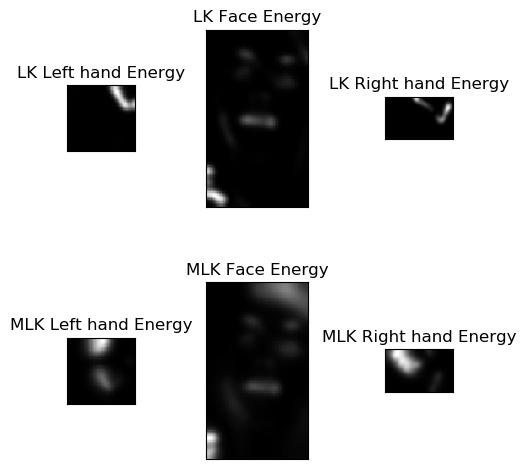 LK Face Energy
LK Left hand Energy
LK Right hand Energy
MLK Face Energy
MLK Left hand Energy
MLK Right hand Energy